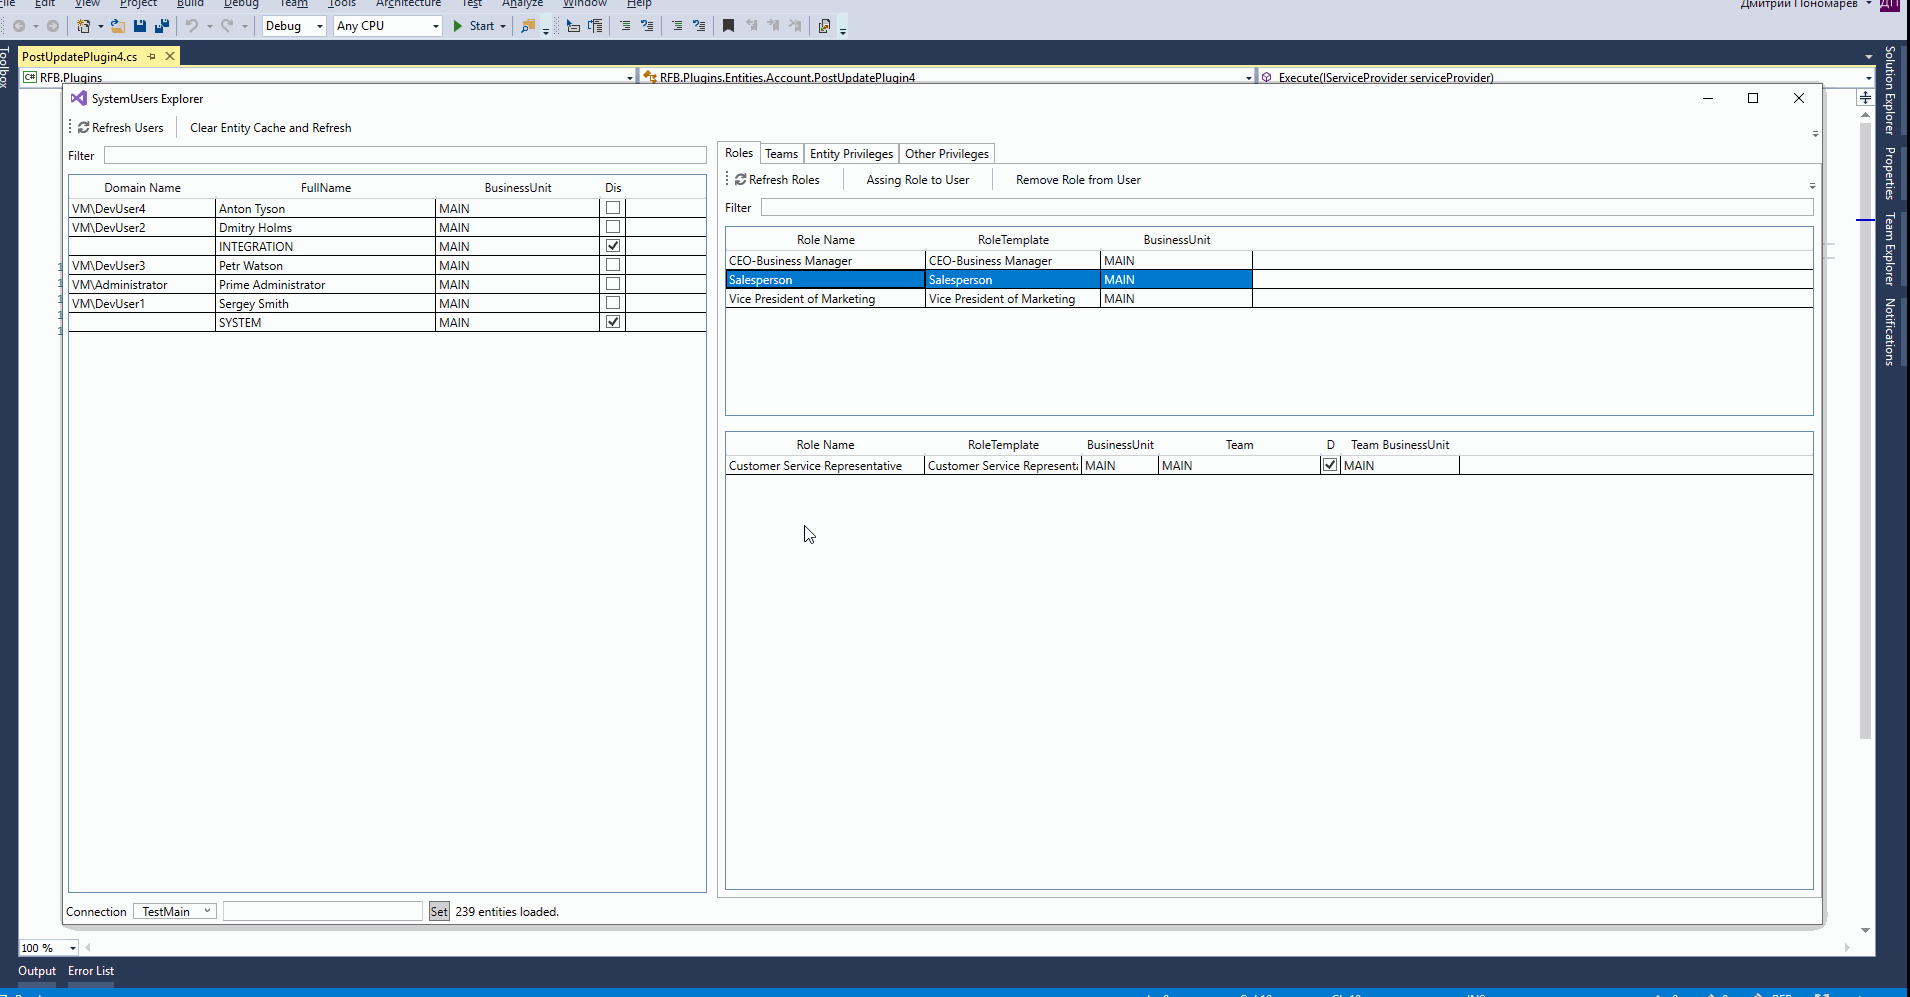 File Edit View Project Build Debug Team Tools Architecture Test Analyze Window Help
Дмитрий Пономарев ДП
Debug Any CPU Start
Toolbox
PostUpdatePlugin4.cs
C# RFB.Plugins RFB.Plugins.Entities.Account.PostUpdatePlugin4 Execute(IServiceProvider serviceProvider)
SystemUsers Explorer
Refresh Users Clear Entity Cache and Refresh
Filter
Domain Name FullName BusinessUnit Dis
VM\DevUser4 Anton Tyson MAIN
VM\DevUser2 Dmitry Holms MAIN
INTEGRATION MAIN
VM\DevUser3 Petr Watson MAIN
VM\Administrator Prime Administrator MAIN
VM\DevUser1 Sergey Smith MAIN
SYSTEM MAIN
1
1
1
1
1
Roles Teams Entity Privileges Other Privileges
Refresh Roles Assing Role to User Remove Role from User
Filter
Role Name RoleTemplate BusinessUnit
CEO-Business Manager CEO-Business Manager MAIN
Salesperson Salesperson MAIN
Vice President of Marketing Vice President of Marketing MAIN
Role Name RoleTemplate BusinessUnit Team D Team BusinessUnit
Customer Service Representative Customer Service Representa MAIN MAIN MAIN
Connection TestMain Set 239 entities loaded.
Solution Explorer
Properties
Team Explorer
Notifications
100 %
Output Error List